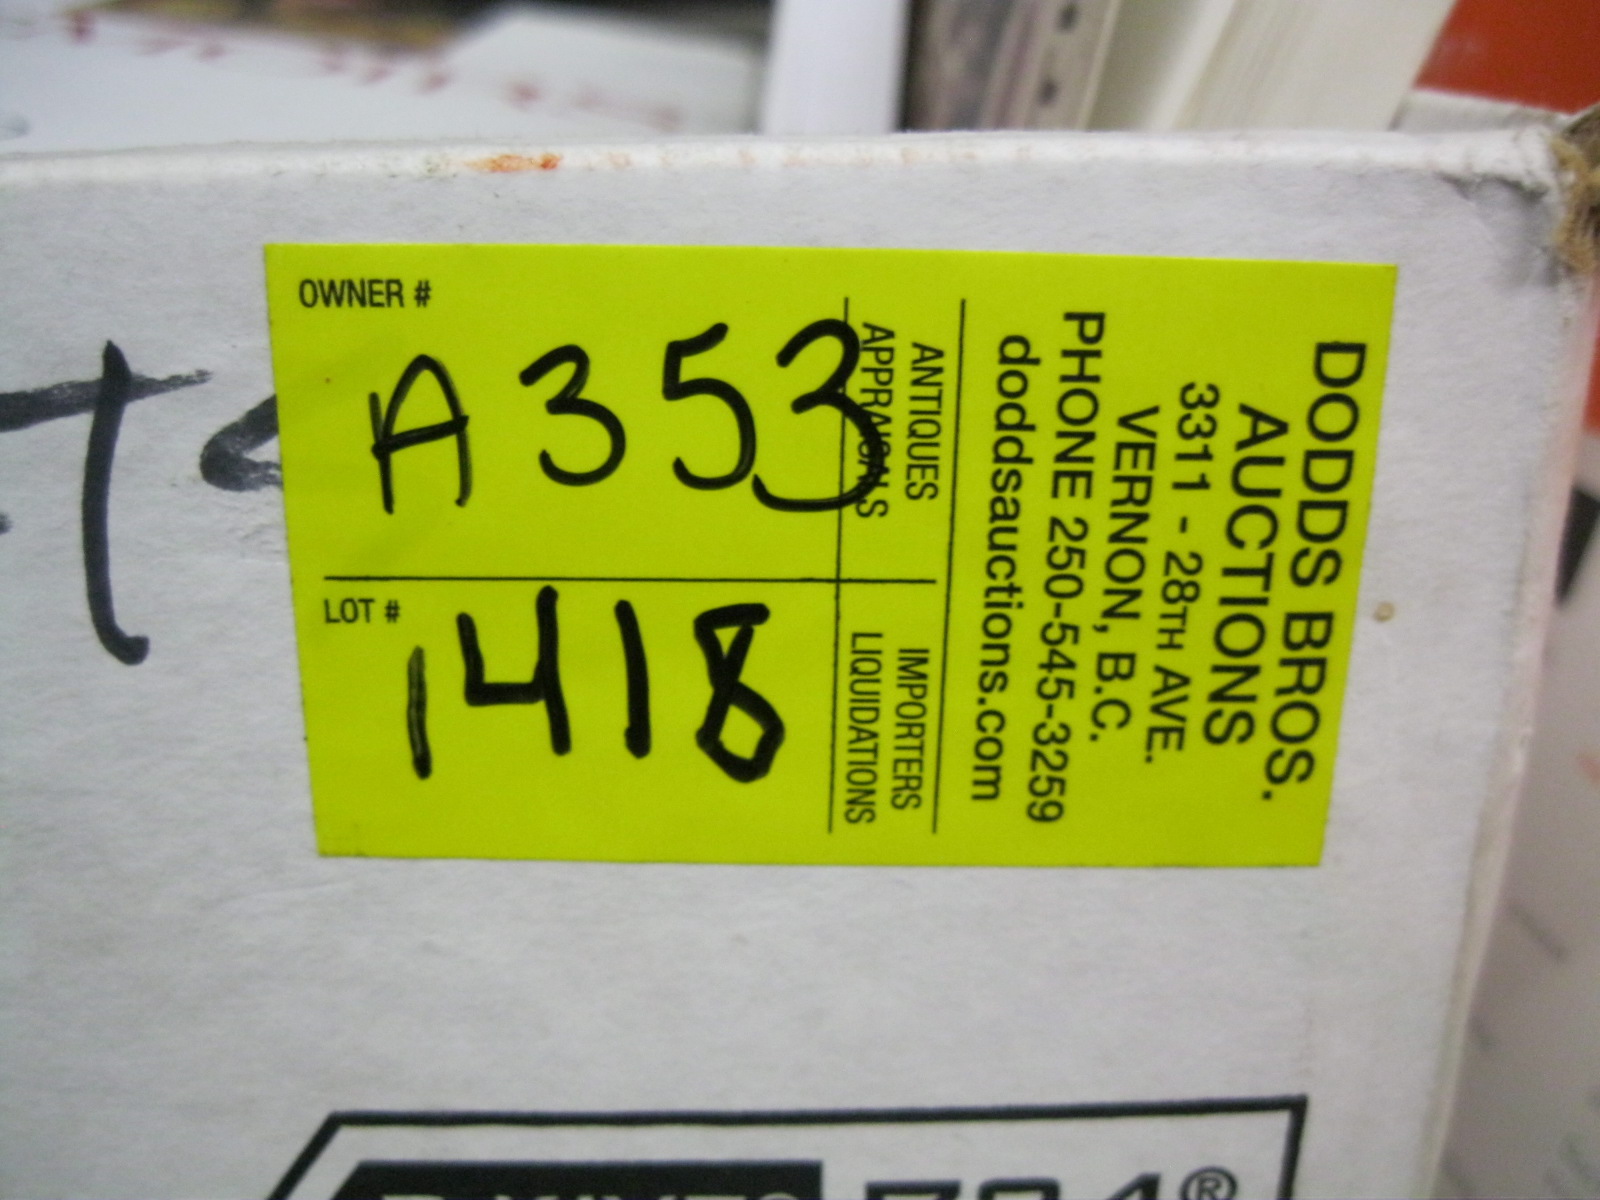 OWNER #
A353
LOT #
1418
ANTIQUES
APPRAISALS
IMPORTERS
LIQUIDATIONS
DODDS BROS.
AUCTIONS
3311 - 28TH AVE.
VERNON, B.C.
PHONE 250-545-3259
doddsauctions.com